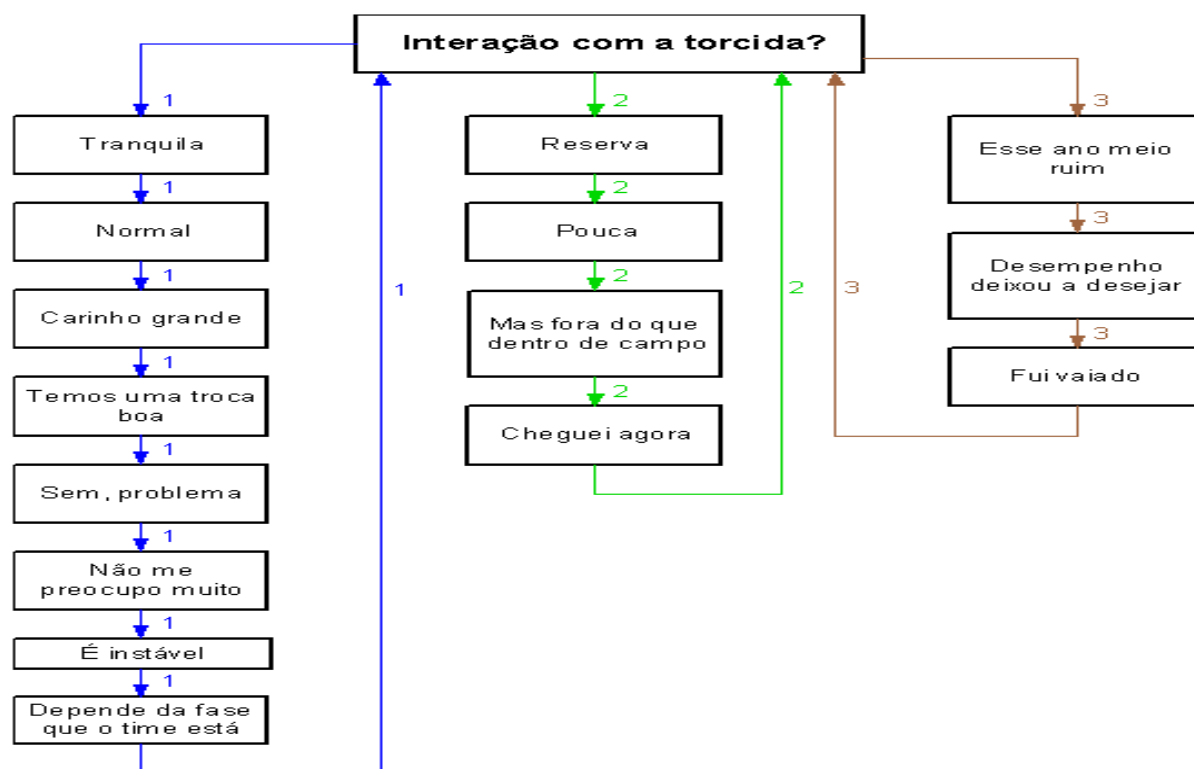 Interação com a torcida?
1
Tranquila
1
Normal
1
Carinho grande
1
Temos uma troca
boa
1
Sem, problema
1
Não me
preocupo muito
1
É instável
1
Depende da fase
que o time está
1
2
Reserva
2
Pouca
2
Mas fora do que
dentro de campo
2
Cheguei agora
2
3
Esse ano meio
ruim
3
Desempenho
deixou a desejar
3
Fui vaiado
3